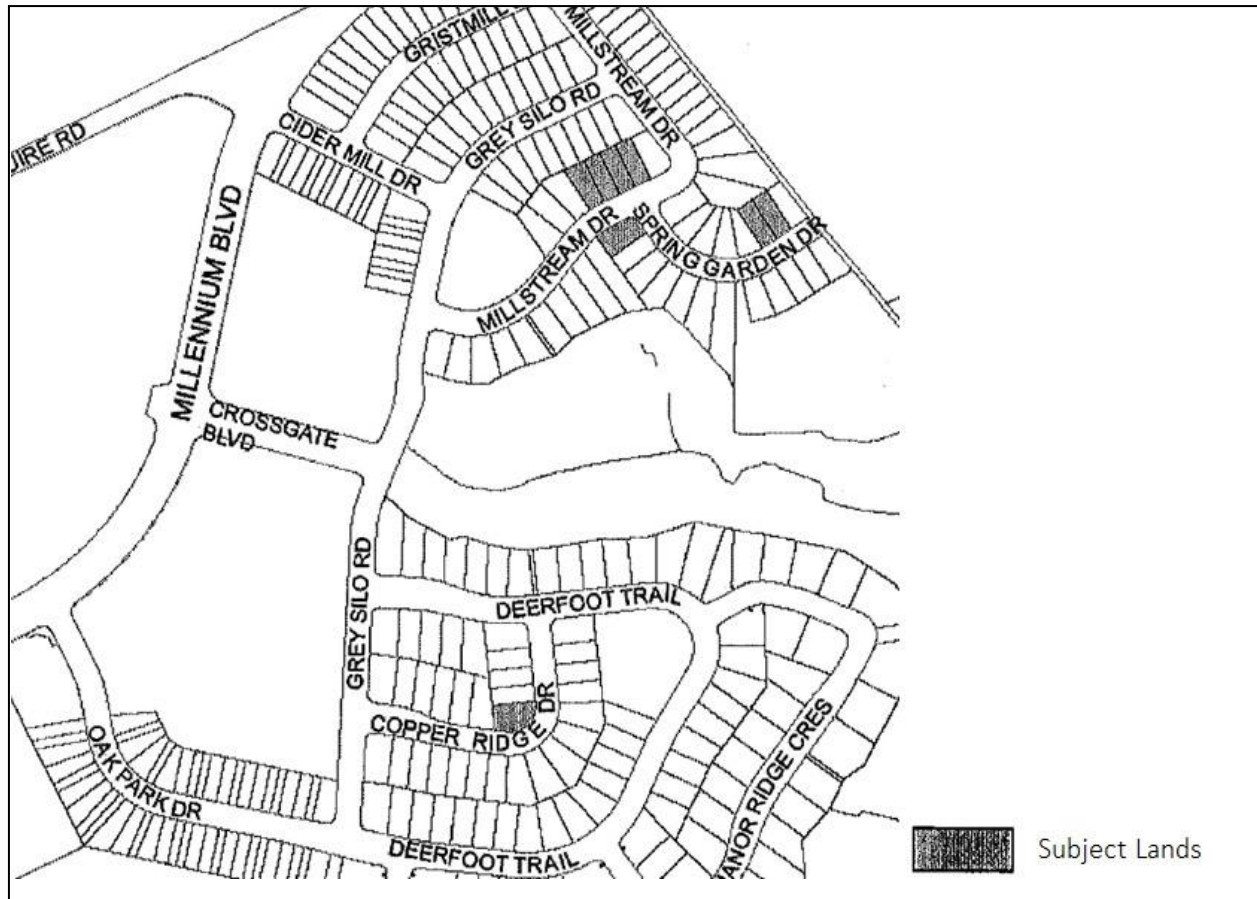 GRISTMILL
MILLSTREAM DR
UIRE RD
CIDER MILL DR
GREY SILO RD
MILLENNIUM BLVD
MILLSTREAM DR
SPRING GARDEN DR
CROSSGATE
BLVD
GREY SILO RD
DEERFOOT TRAIL
COPPER RIDGE DR
OAK PARK DR
ANOR RIDGE CRES
DEERFOOT TRAIL
Subject Lands